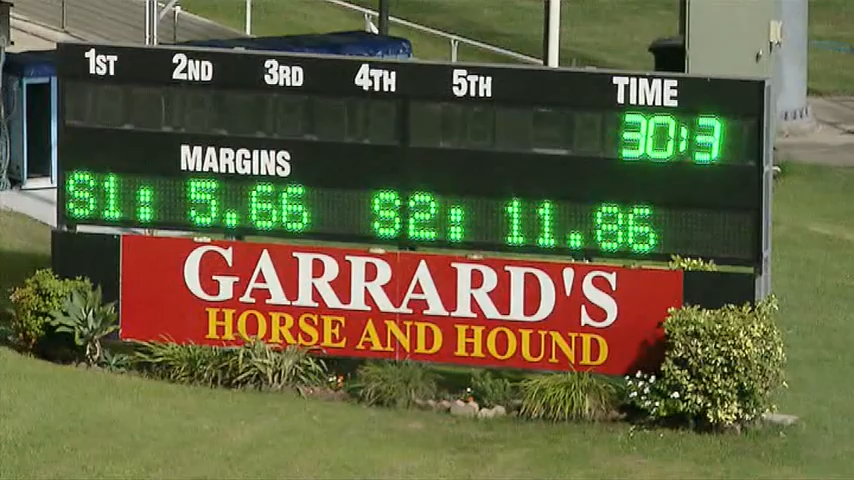 1ST 2ND 3RD 4TH 5TH TIME
30:3
MARGINS
S1: 5.66 S2: 11.86
GARRARD'S
HORSE AND HOUND